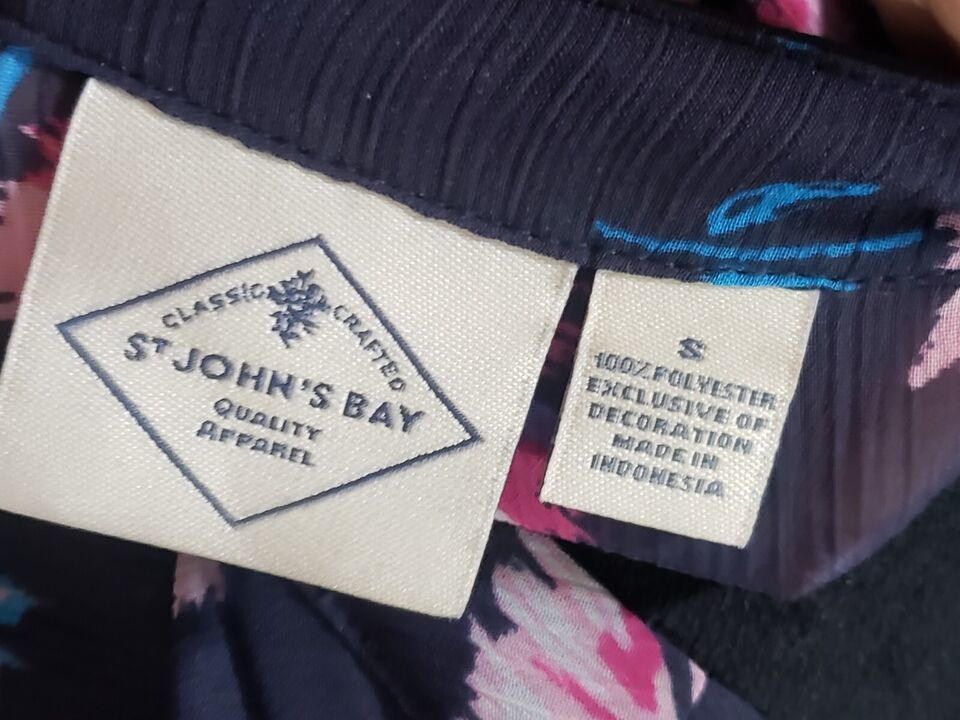 CLASSIC CRAFTED
ST JOHN'S BAY
QUALITY
APPAREL
S
100% POLYESTER
EXCLUSIVE OF
DECORATION
MADE IN
INDONESIA